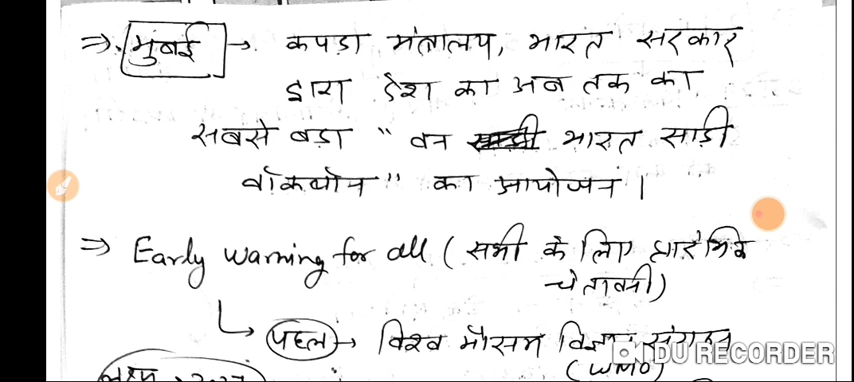 ⇒ मुंबई → कपडा मंत्रालय, भारत सरकार
द्वारा देश का अब तक का
सबसे बडा " वन भारत साड़ी
वॉकथॉन " का आयोजन।
⇒ Early Warning for all ( सभी के लिए प्रारंभिक
चेतावनी)
पहल → विश्व मौसम विज्ञान संगठन
(WMO)
DU RECORDER
लक्ष्य